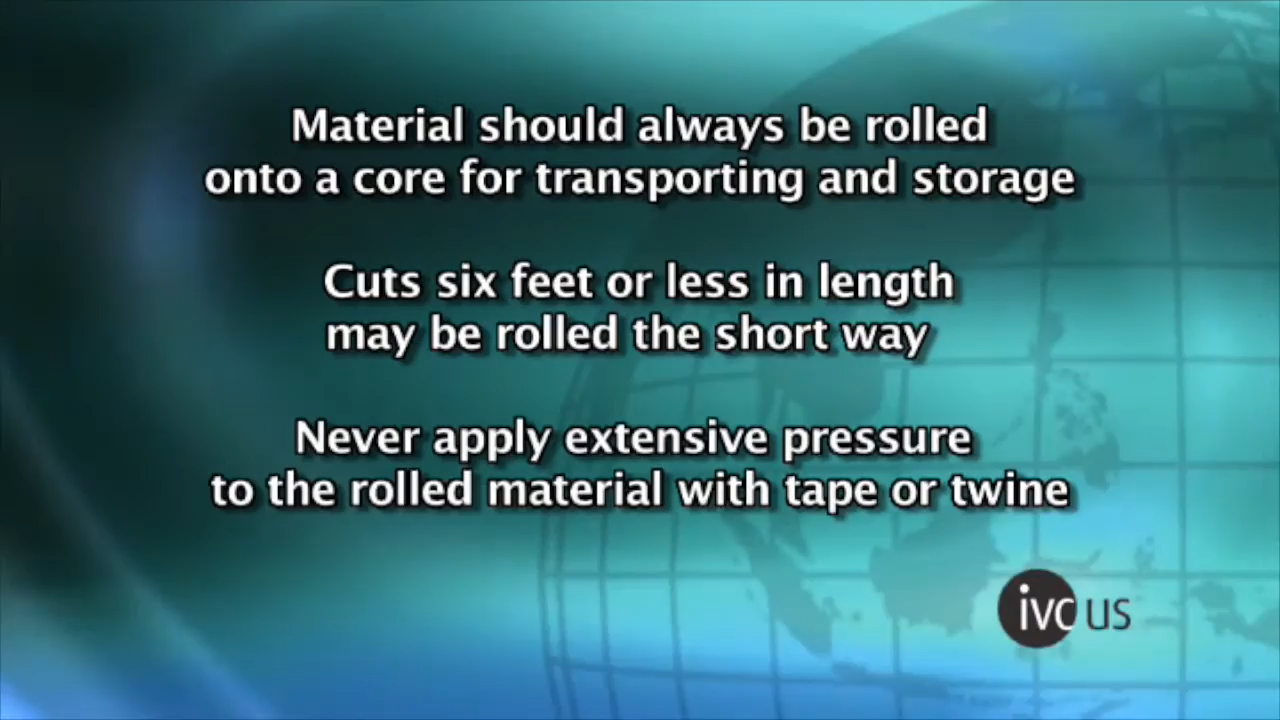 Material should always be rolled
onto a core for transporting and storage
Cuts six feet or less in length
may be rolled the short way
Never apply extensive pressure
to the rolled material with tape or twine
ivc US